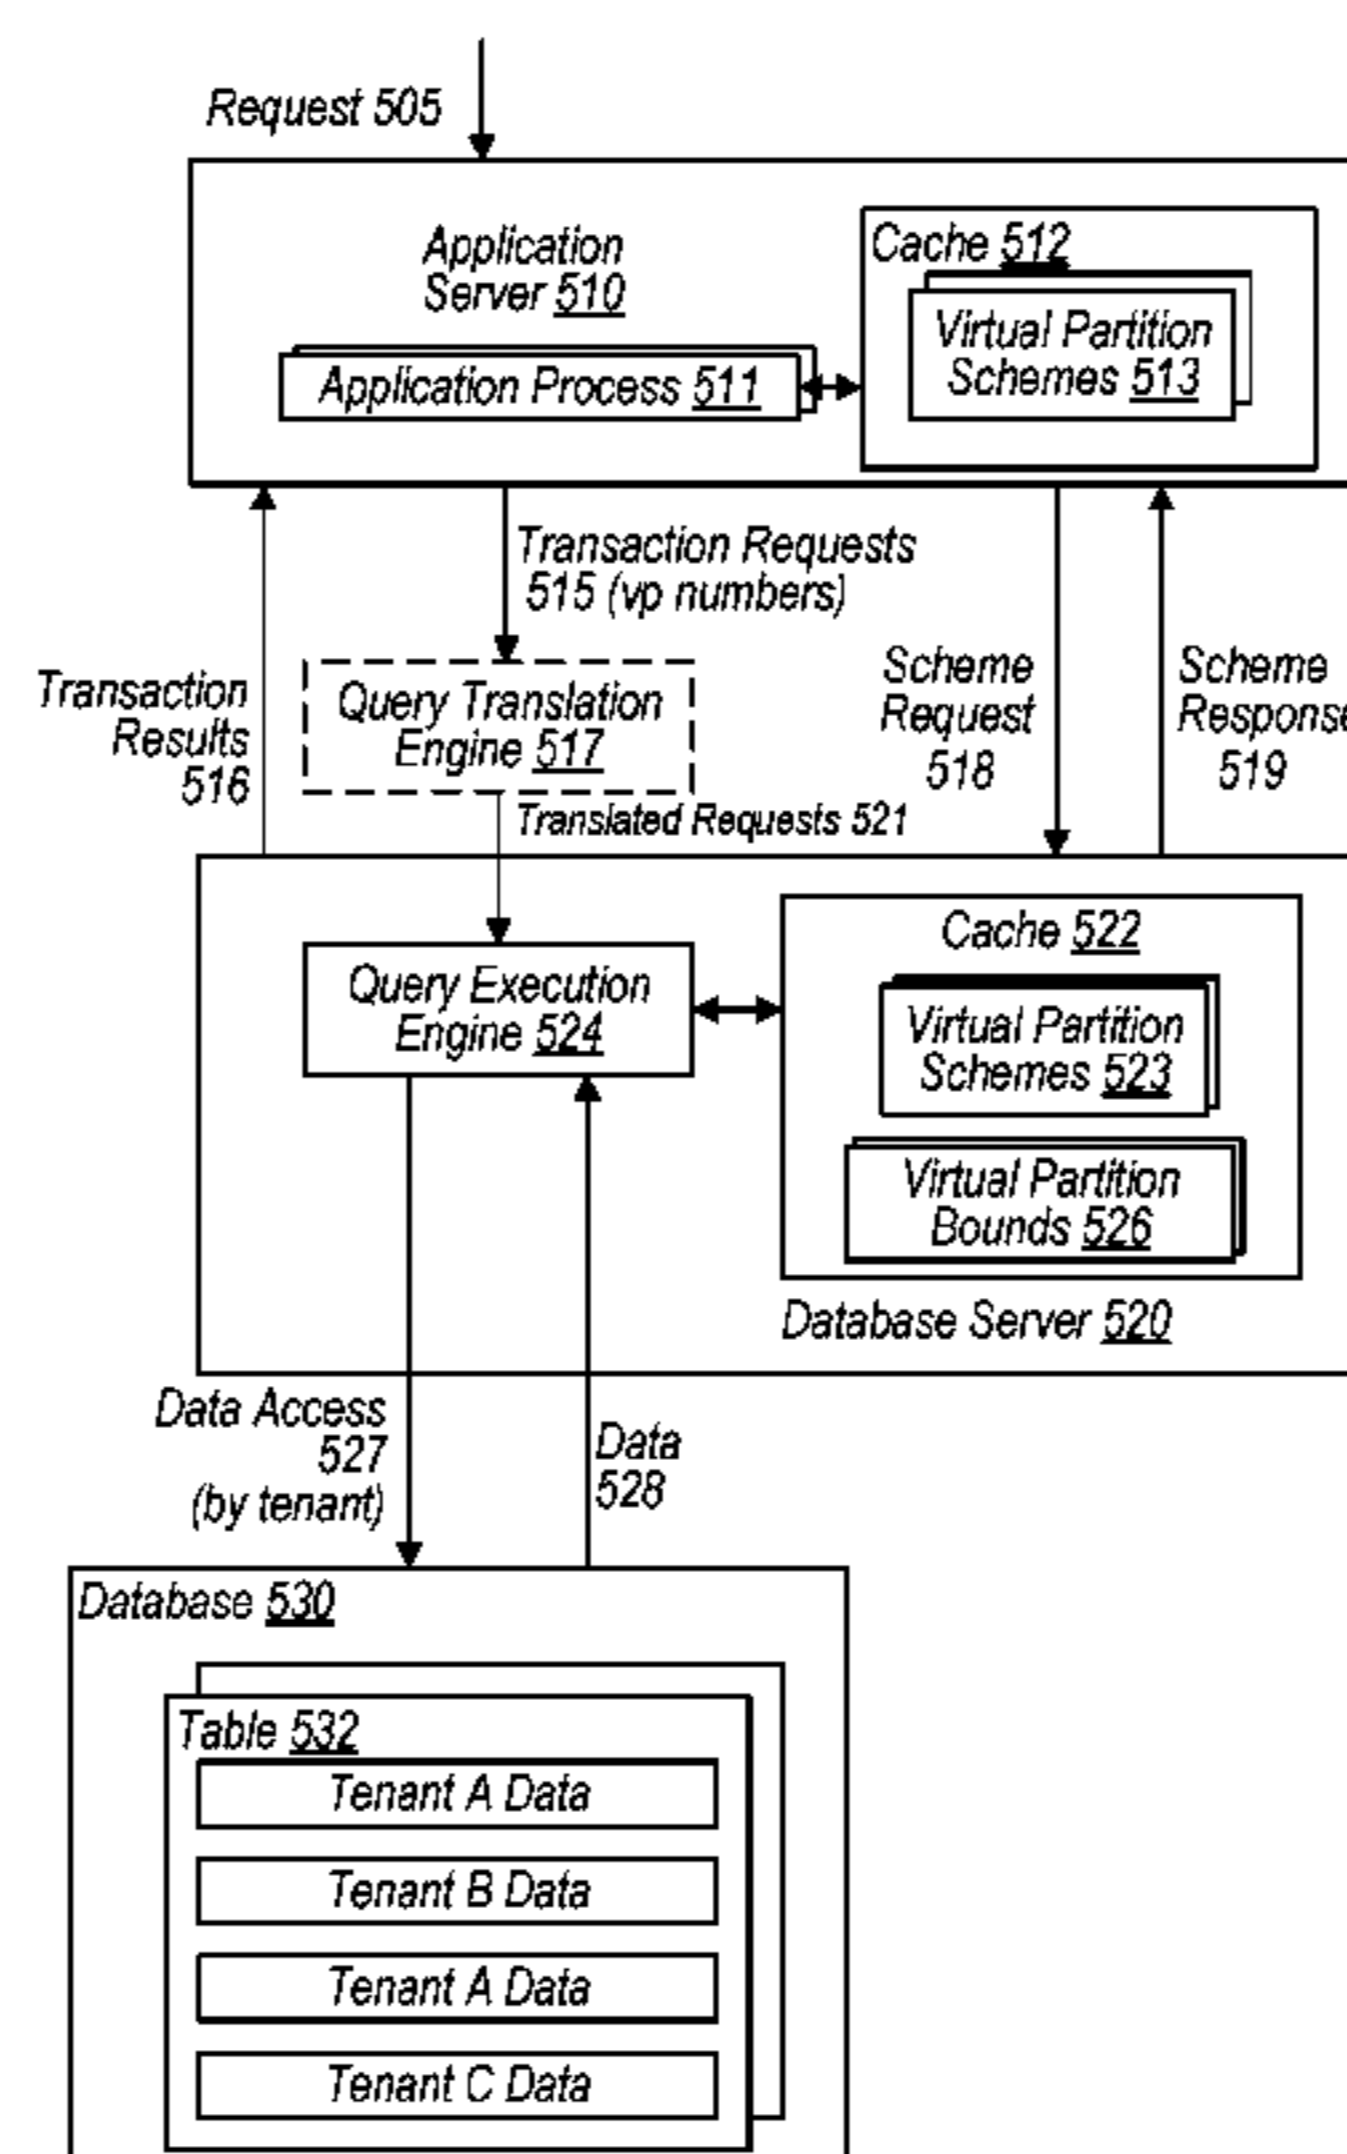 Request 505
Application
Server 510
Cache 512
Virtual Partition
Schemes 513
Application Process 511
Transaction Requests
515 (vp numbers)
Transaction
Results
516
Query Translation
Engine 517
Scheme
Request
518
Scheme
Response
519
Translated Requests 521
Query Execution
Engine 524
Cache 522
Virtual Partition
Schemes 523
Virtual Partition
Bounds 526
Database Server 520
Data Access
527
(by tenant)
Data
528
Database 530
Table 532
Tenant A Data
Tenant B Data
Tenant A Data
Tenant C Data